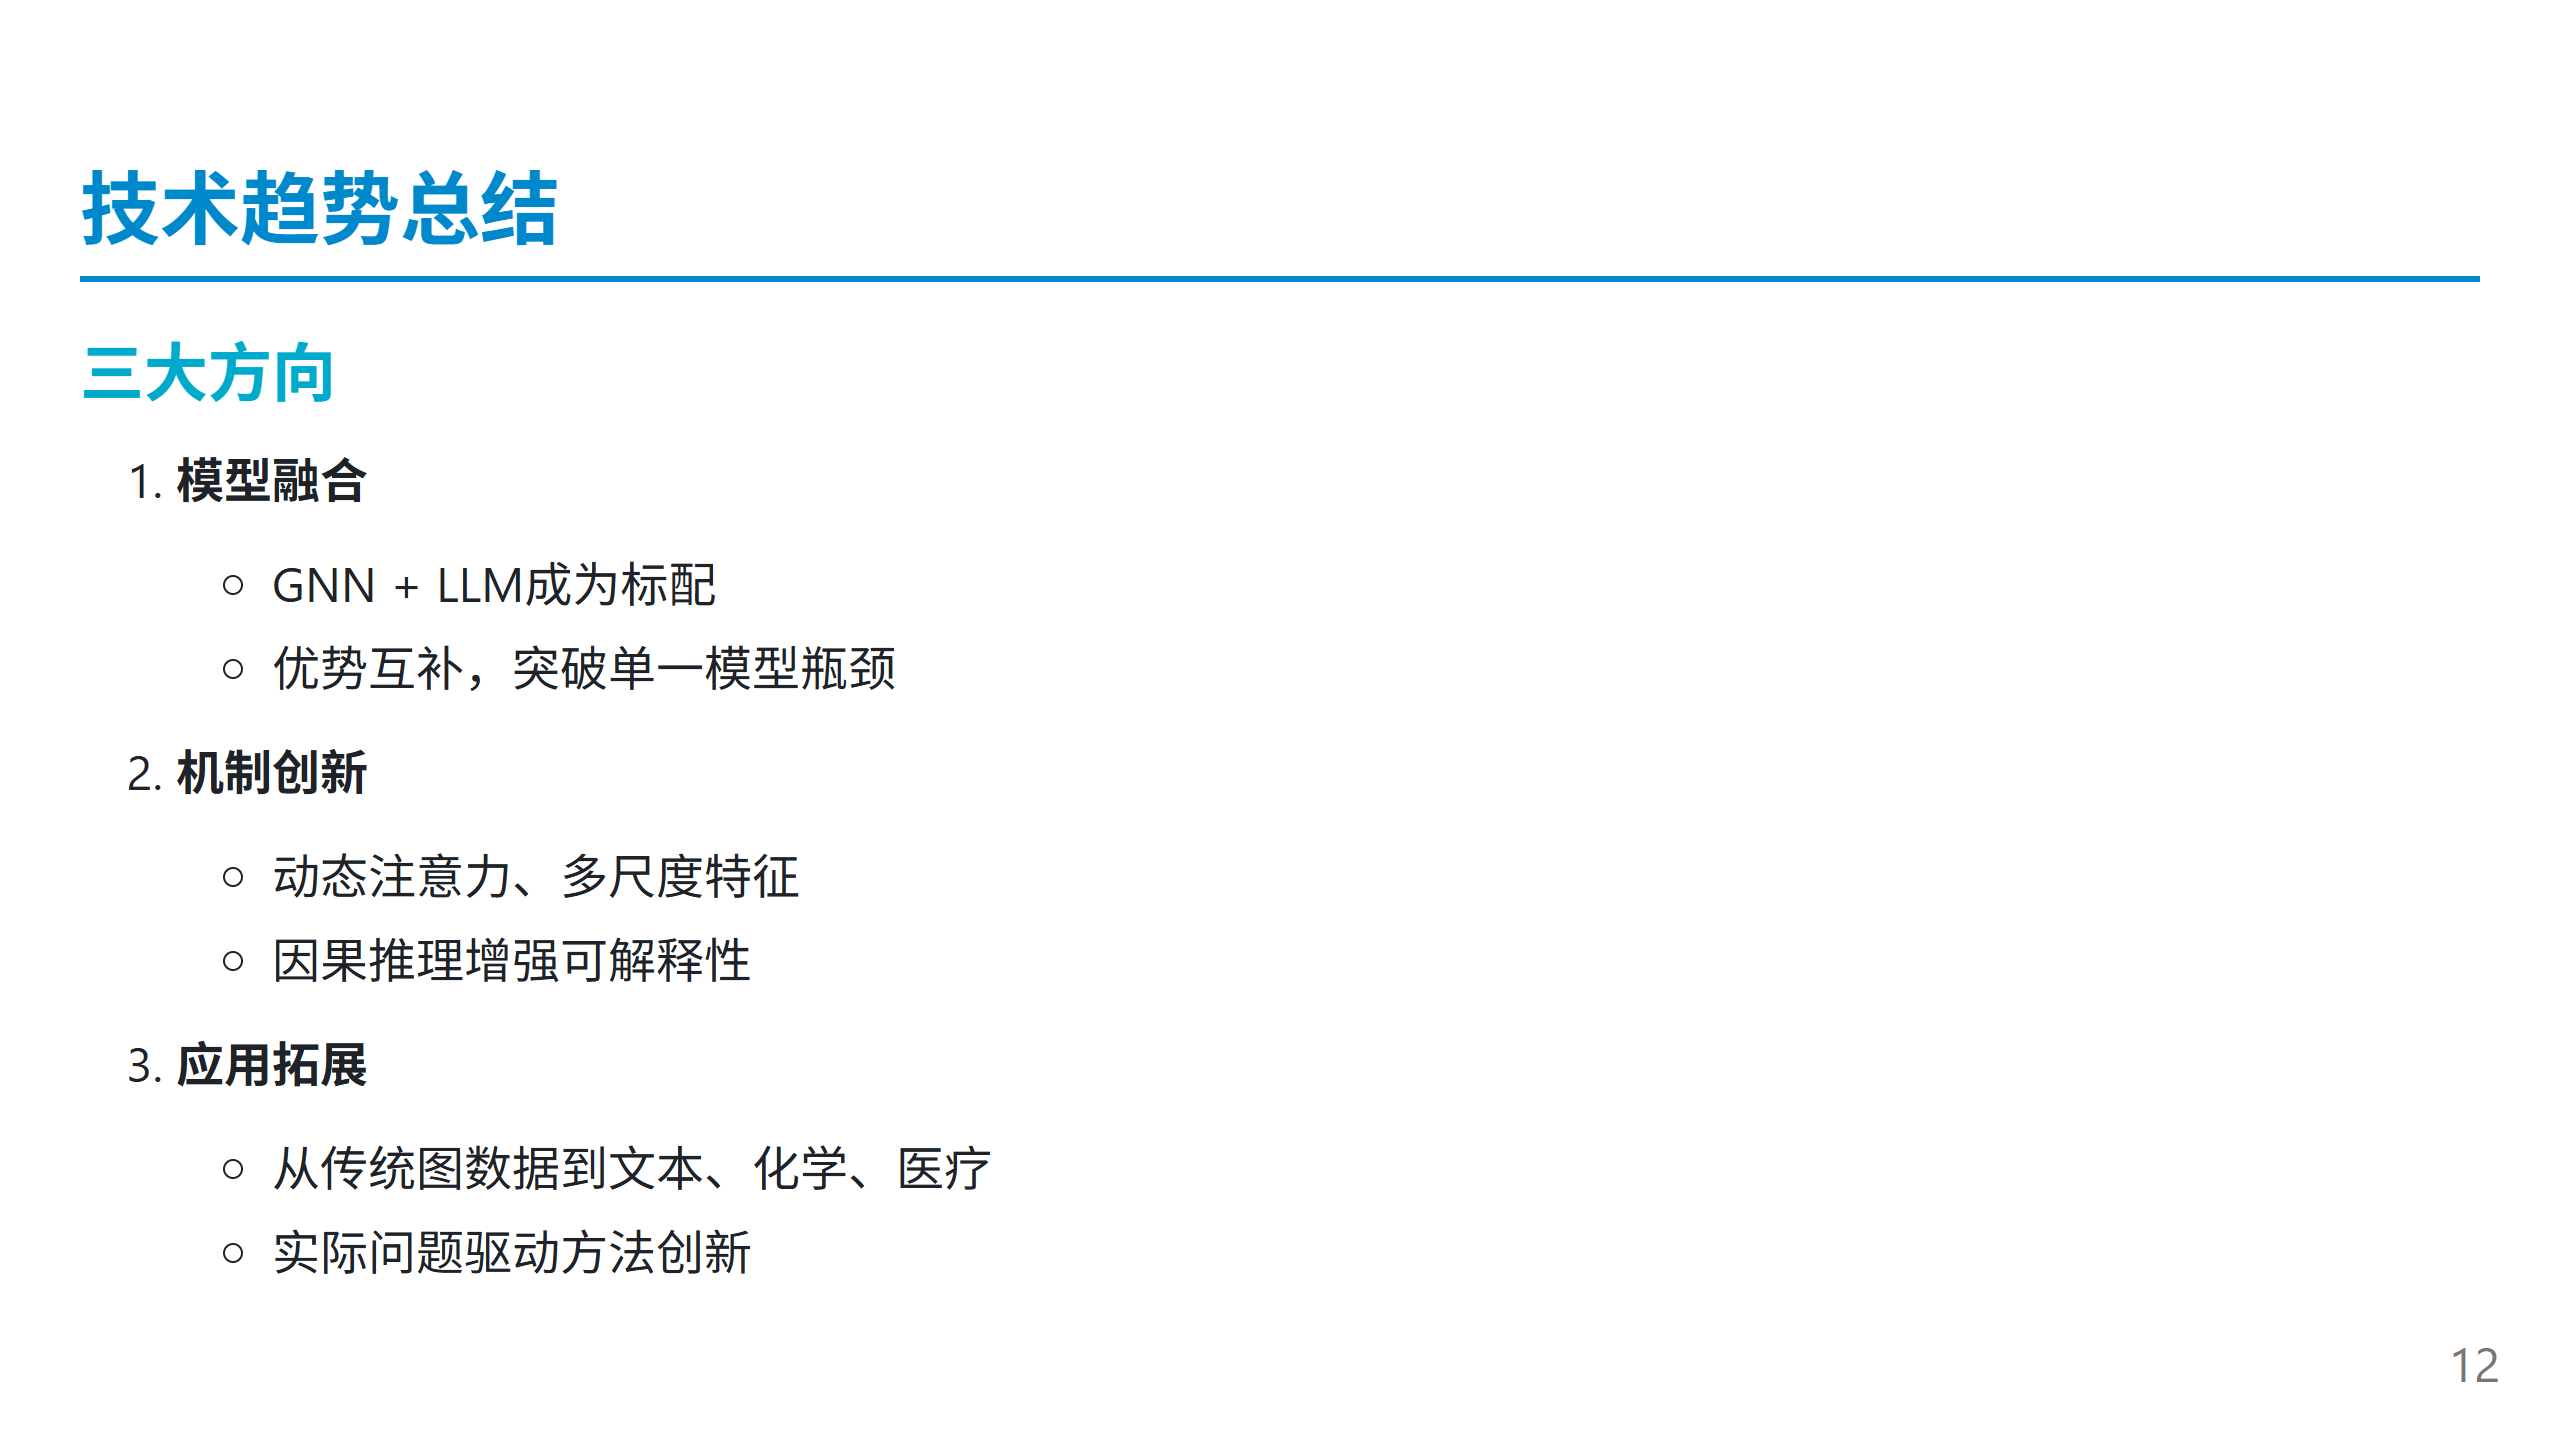 技术趋势总结
三大方向
1. 模型融合
○ GNN + LLM成为标配
○ 优势互补，突破单一模型瓶颈
2. 机制创新
○ 动态注意力、多尺度特征
○ 因果推理增强可解释性
3. 应用拓展
○ 从传统图数据到文本、化学、医疗
○ 实际问题驱动方法创新
12